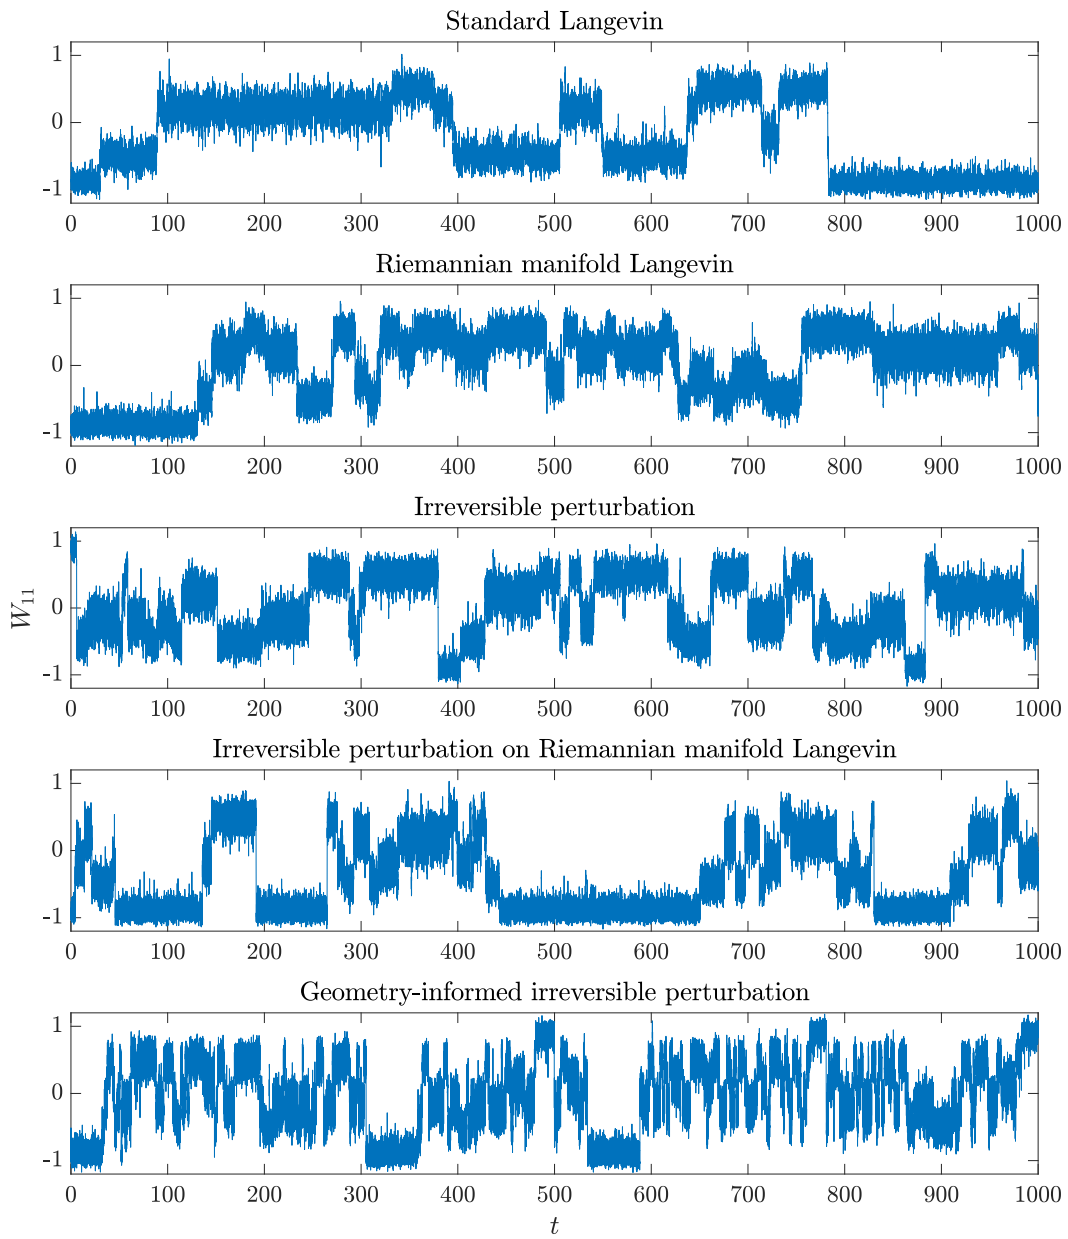 Standard Langevin
1
0
-1
0 100 200 300 400 500 600 700 800 900 1000
Riemannian manifold Langevin
1
0
-1
0 100 200 300 400 500 600 700 800 900 1000
Irreversible perturbation
1
0
-1
W11
0 100 200 300 400 500 600 700 800 900 1000
Irreversible perturbation on Riemannian manifold Langevin
1
0
-1
0 100 200 300 400 500 600 700 800 900 1000
Geometry-informed irreversible perturbation
1
0
-1
0 100 200 300 400 500 600 700 800 900 1000
t